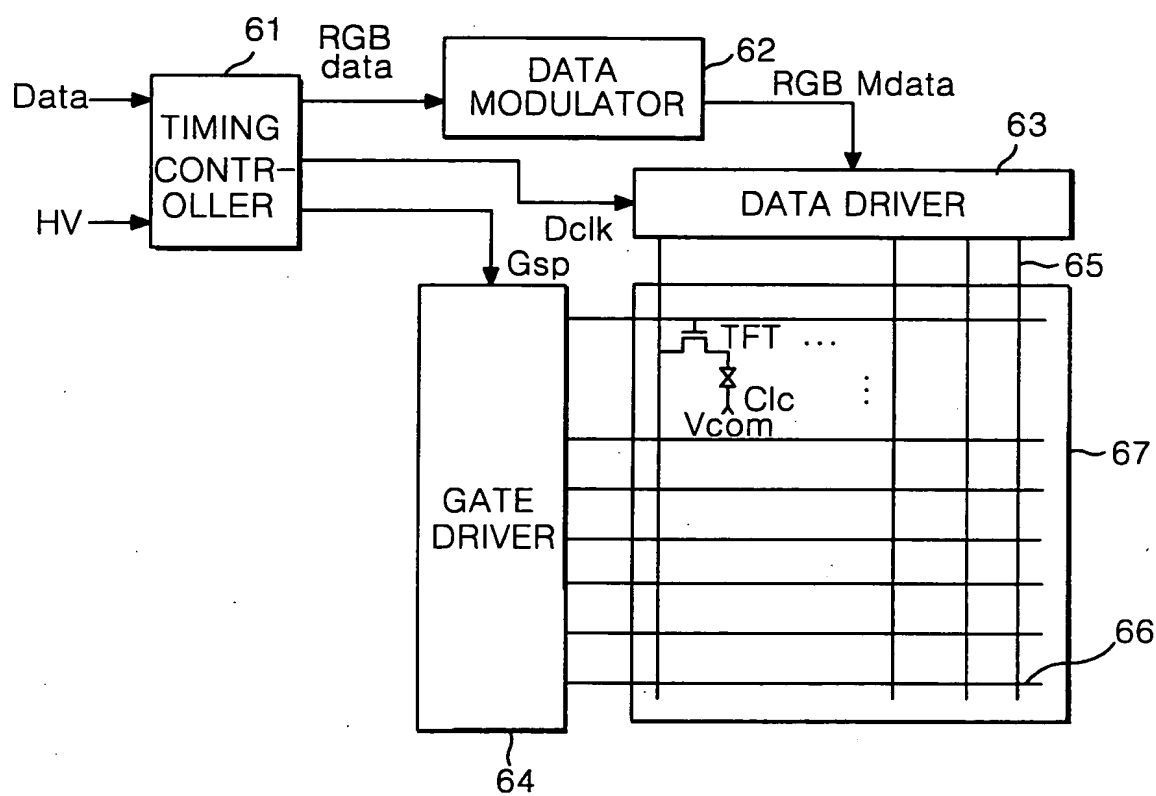 61
RGB
data
62
DATA
MODULATOR
RGB Mdata
Data
TIMING
CONTR-
OLLER
63
DATA DRIVER
HV
Dclk
Gsp
65
TFT ...
Clc
Vcom
67
GATE
DRIVER
66
64